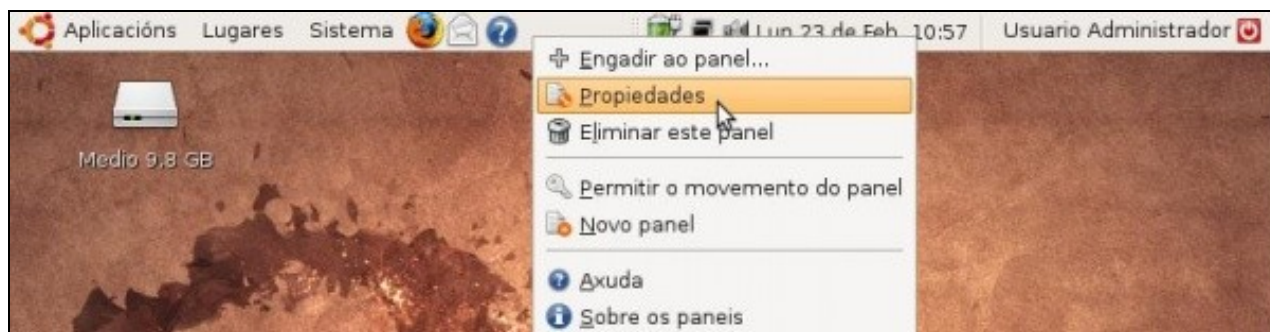 Aplicacións Lugares Sistema Lun 23 de Feb, 10:57 Usuario Administrador
Engadir ao panel...
Propiedades
Eliminar este panel
Medio 9,8 GB
Permitir o movemento do panel
Novo panel
Axuda
Sobre os paneis